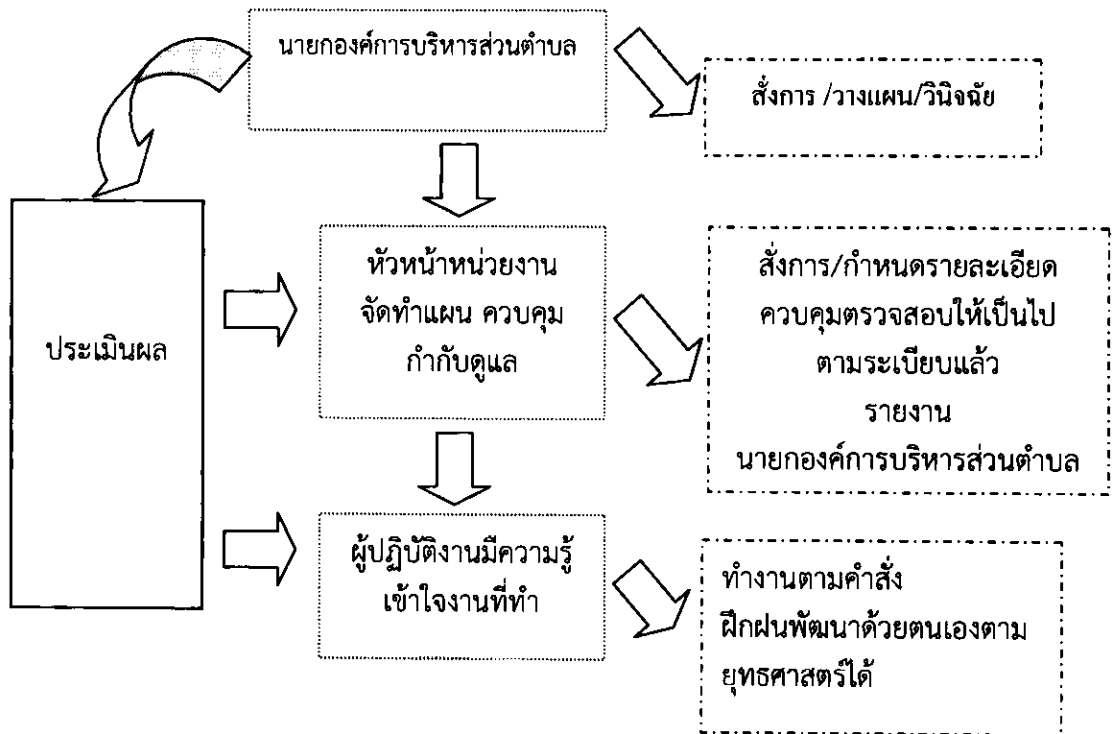 นายกองค์การบริหารส่วนตำบล
สั่งการ /วางแผน/วินิจฉัย
ประเมินผล
หัวหน้าหน่วยงาน
จัดทำแผน ควบคุม
กำกับดูแล
สั่งการ/กำหนดรายละเอียด
ควบคุมตรวจสอบให้เป็นไป
ตามระเบียบแล้ว
รายงาน
นายกองค์การบริหารส่วนตำบล
ผู้ปฏิบัติงานมีความรู้
เข้าใจงานที่ทำ
ทำงานตามคำสั่ง
ฝึกฝนพัฒนาด้วยตนเองตาม
ยุทธศาสตร์ได้